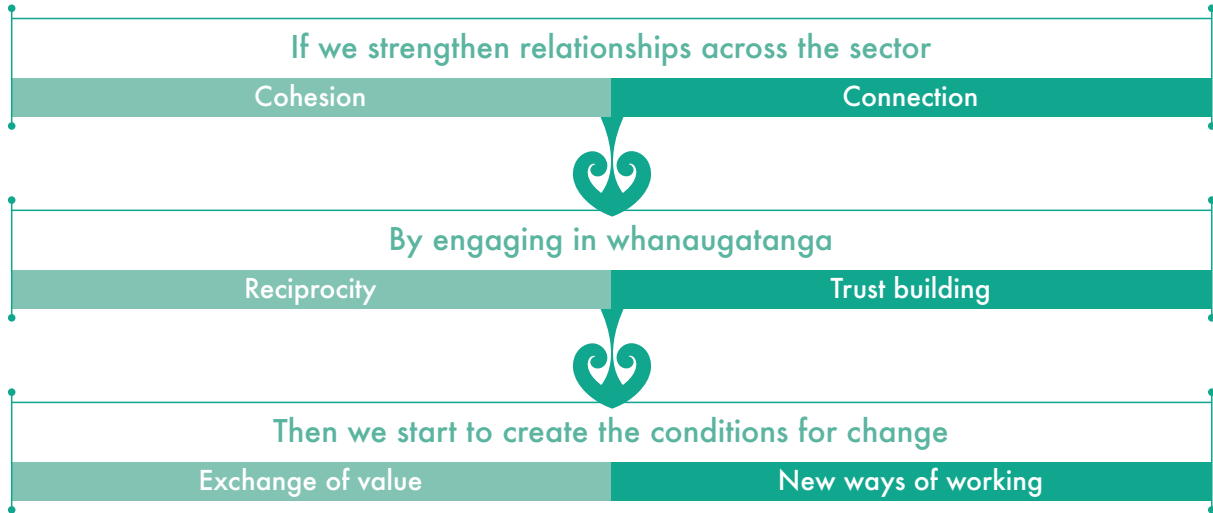 If we strengthen relationships across the sector
Cohesion Connection
By engaging in whanaugatanga
Reciprocity Trust building
Then we start to create the conditions for change
Exchange of value New ways of working